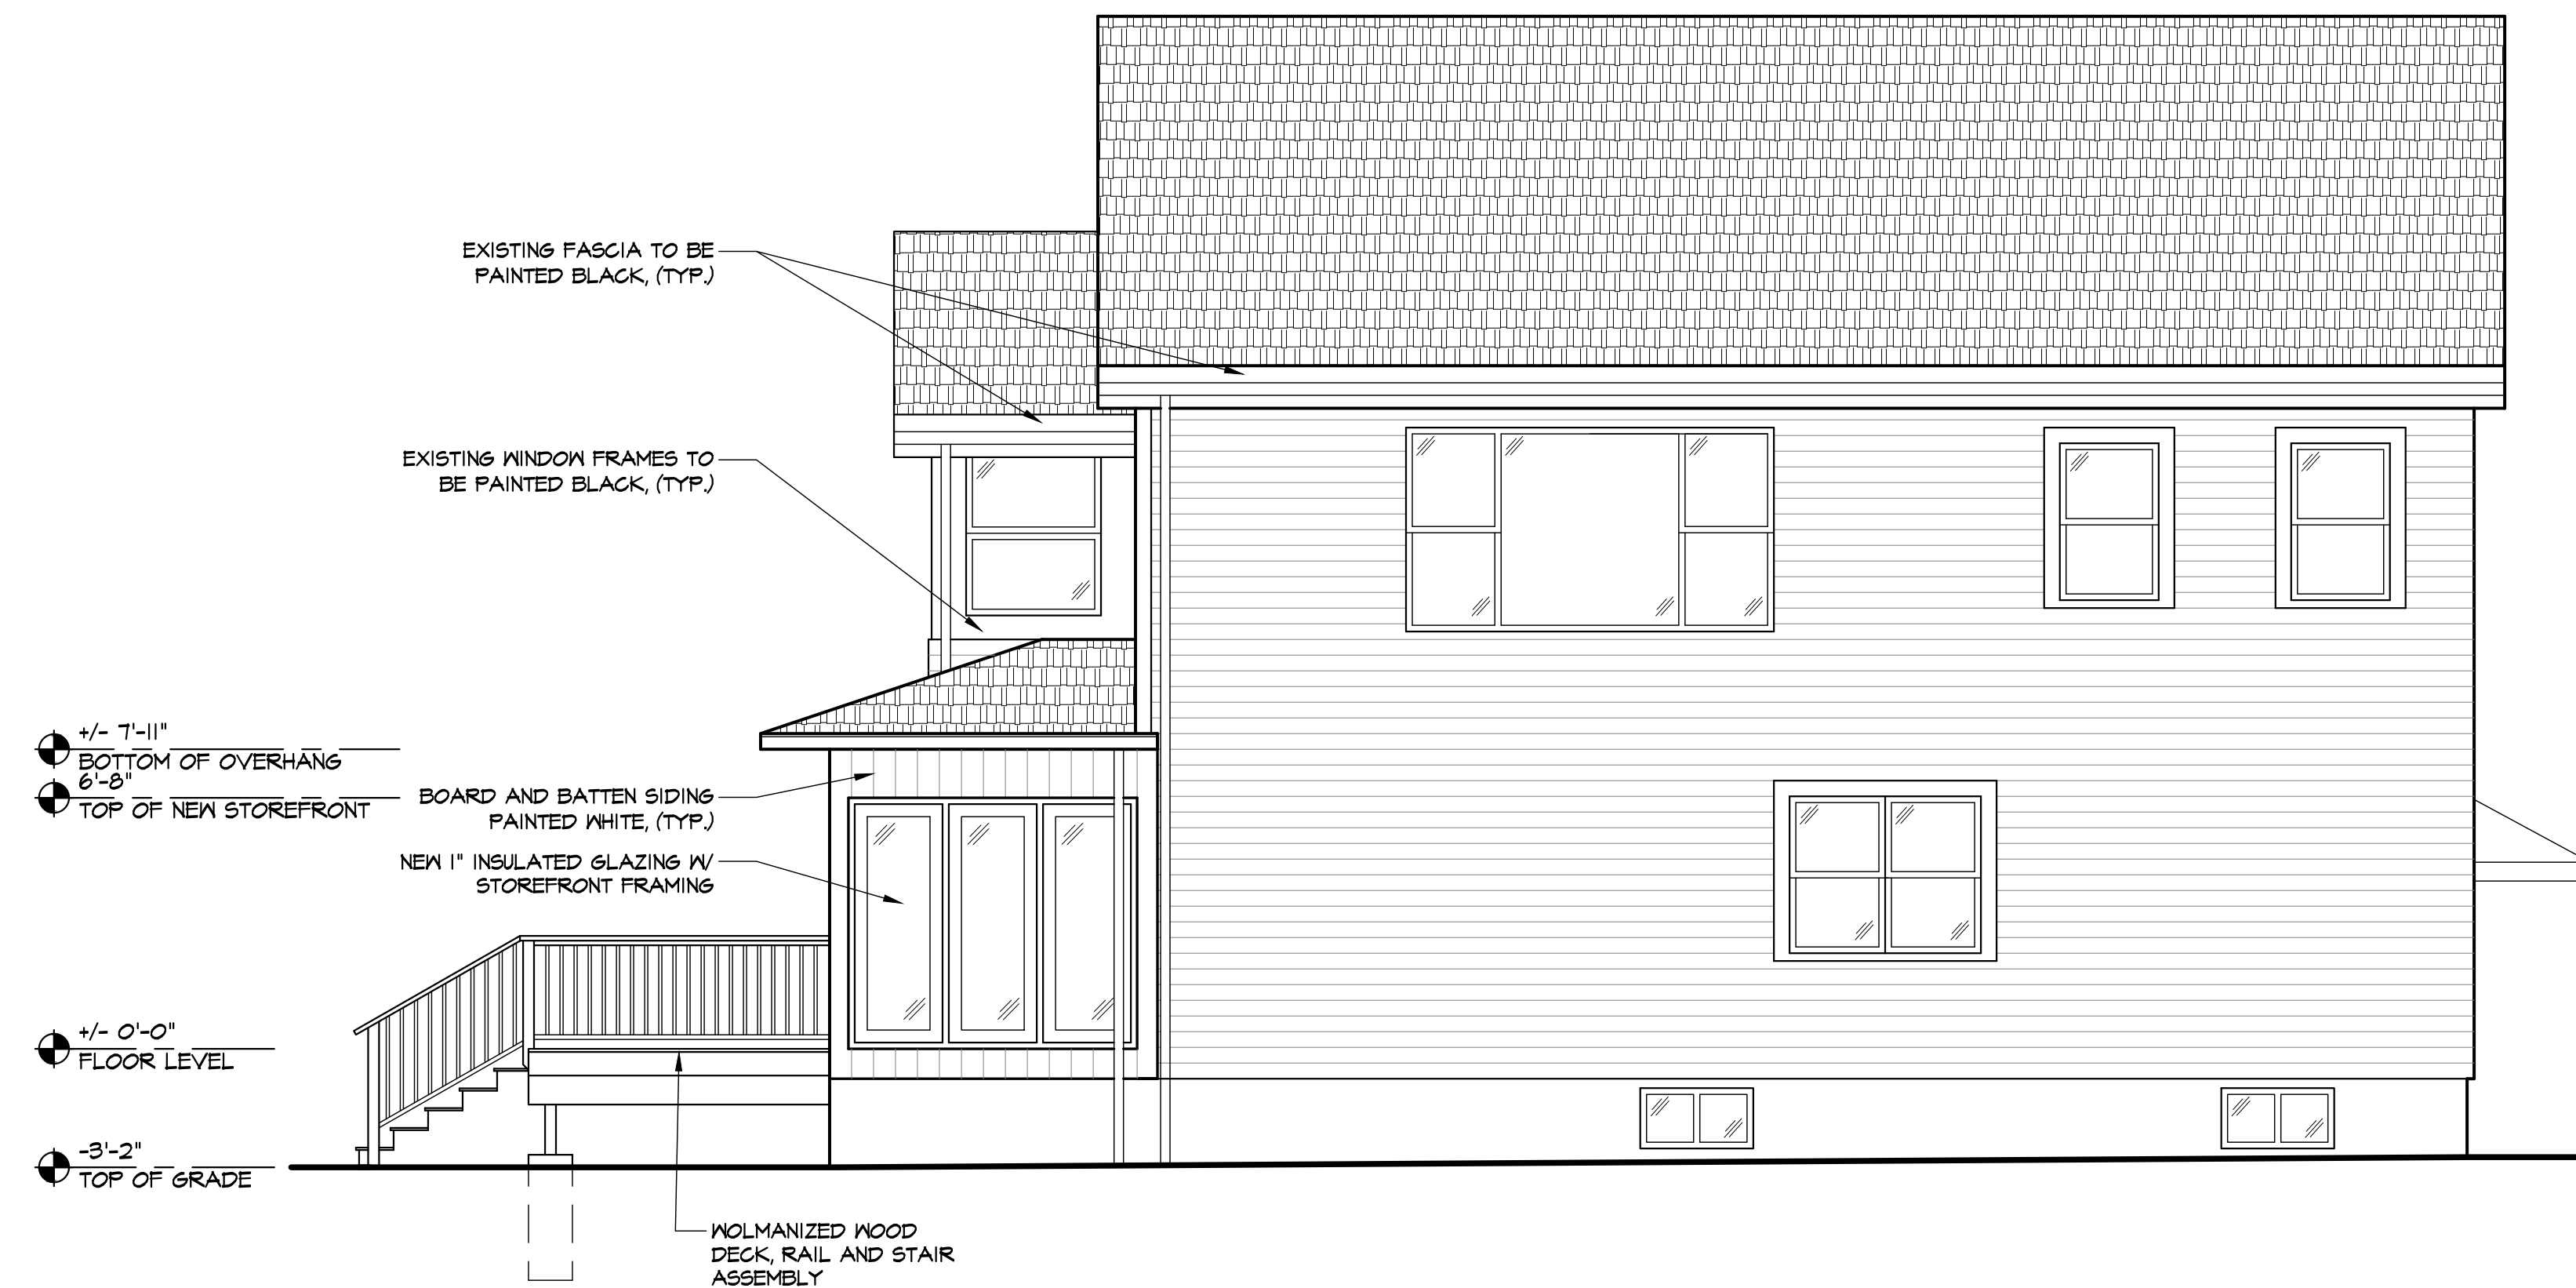 EXISTING FASCIA TO BE
PAINTED BLACK, (TYP.)
EXISTING WINDOW FRAMES TO
BE PAINTED BLACK, (TYP.)
+/- 7'-11"
BOTTOM OF OVERHANG
6'-8"
TOP OF NEW STOREFRONT
BOARD AND BATTEN SIDING
PAINTED WHITE, (TYP.)
NEW 1" INSULATED GLAZING W/
STOREFRONT FRAMING
+/- 0'-0"
FLOOR LEVEL
-3'-2"
TOP OF GRADE
WOLMANIZED WOOD
DECK, RAIL AND STAIR
ASSEMBLY